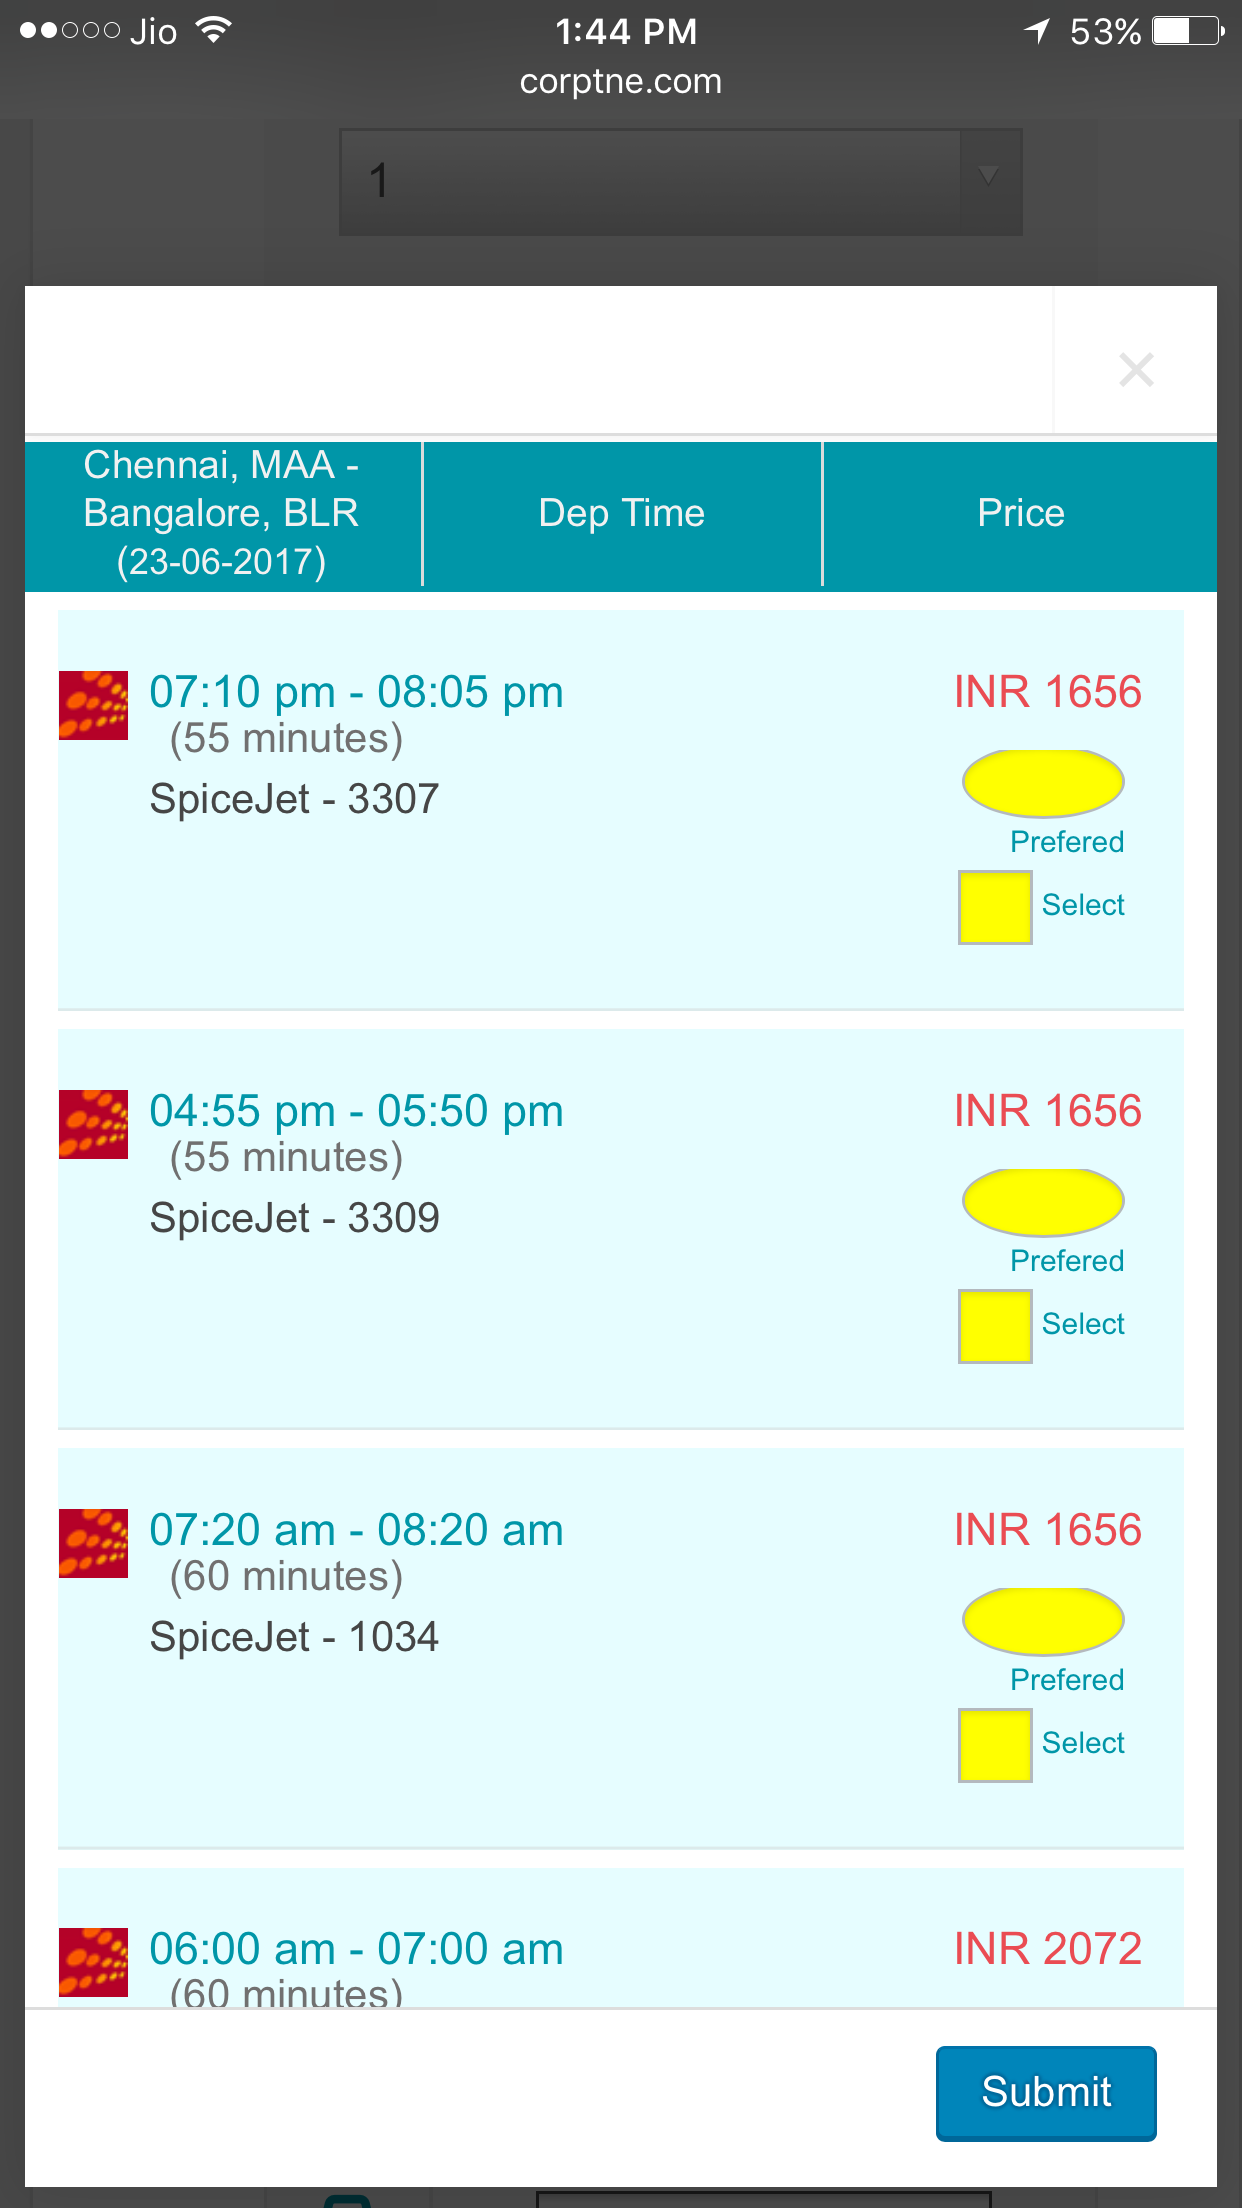 Jio 1:44 PM 53%
corptne.com
1
×
Chennai, MAA -
Bangalore, BLR
(23-06-2017)
Dep Time
Price
07:10 pm - 08:05 pm INR 1656
(55 minutes)
SpiceJet - 3307
Prefered
Select
04:55 pm - 05:50 pm INR 1656
(55 minutes)
SpiceJet - 3309
Prefered
Select
07:20 am - 08:20 am INR 1656
(60 minutes)
SpiceJet - 1034
Prefered
Select
06:00 am - 07:00 am INR 2072
(60 minutes)
Submit